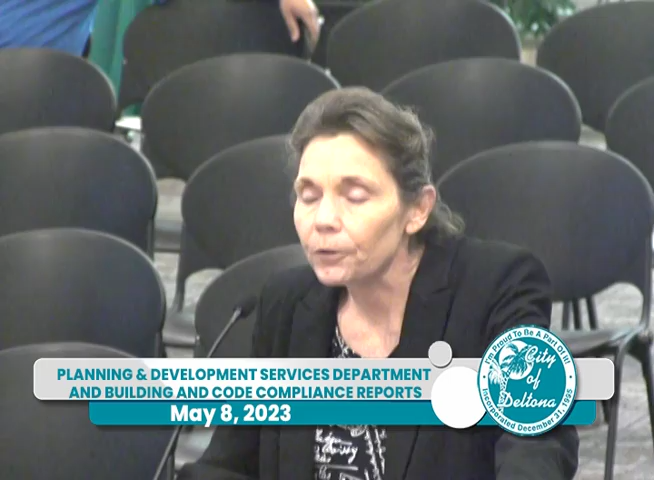 PLANNING & DEVELOPMENT SERVICES DEPARTMENT
AND BUILDING AND CODE COMPLIANCE REPORTS
May 8, 2023
I'm Proud To Be A Part Of It!
City
of
Deltona
Incorporated December 31, 1995